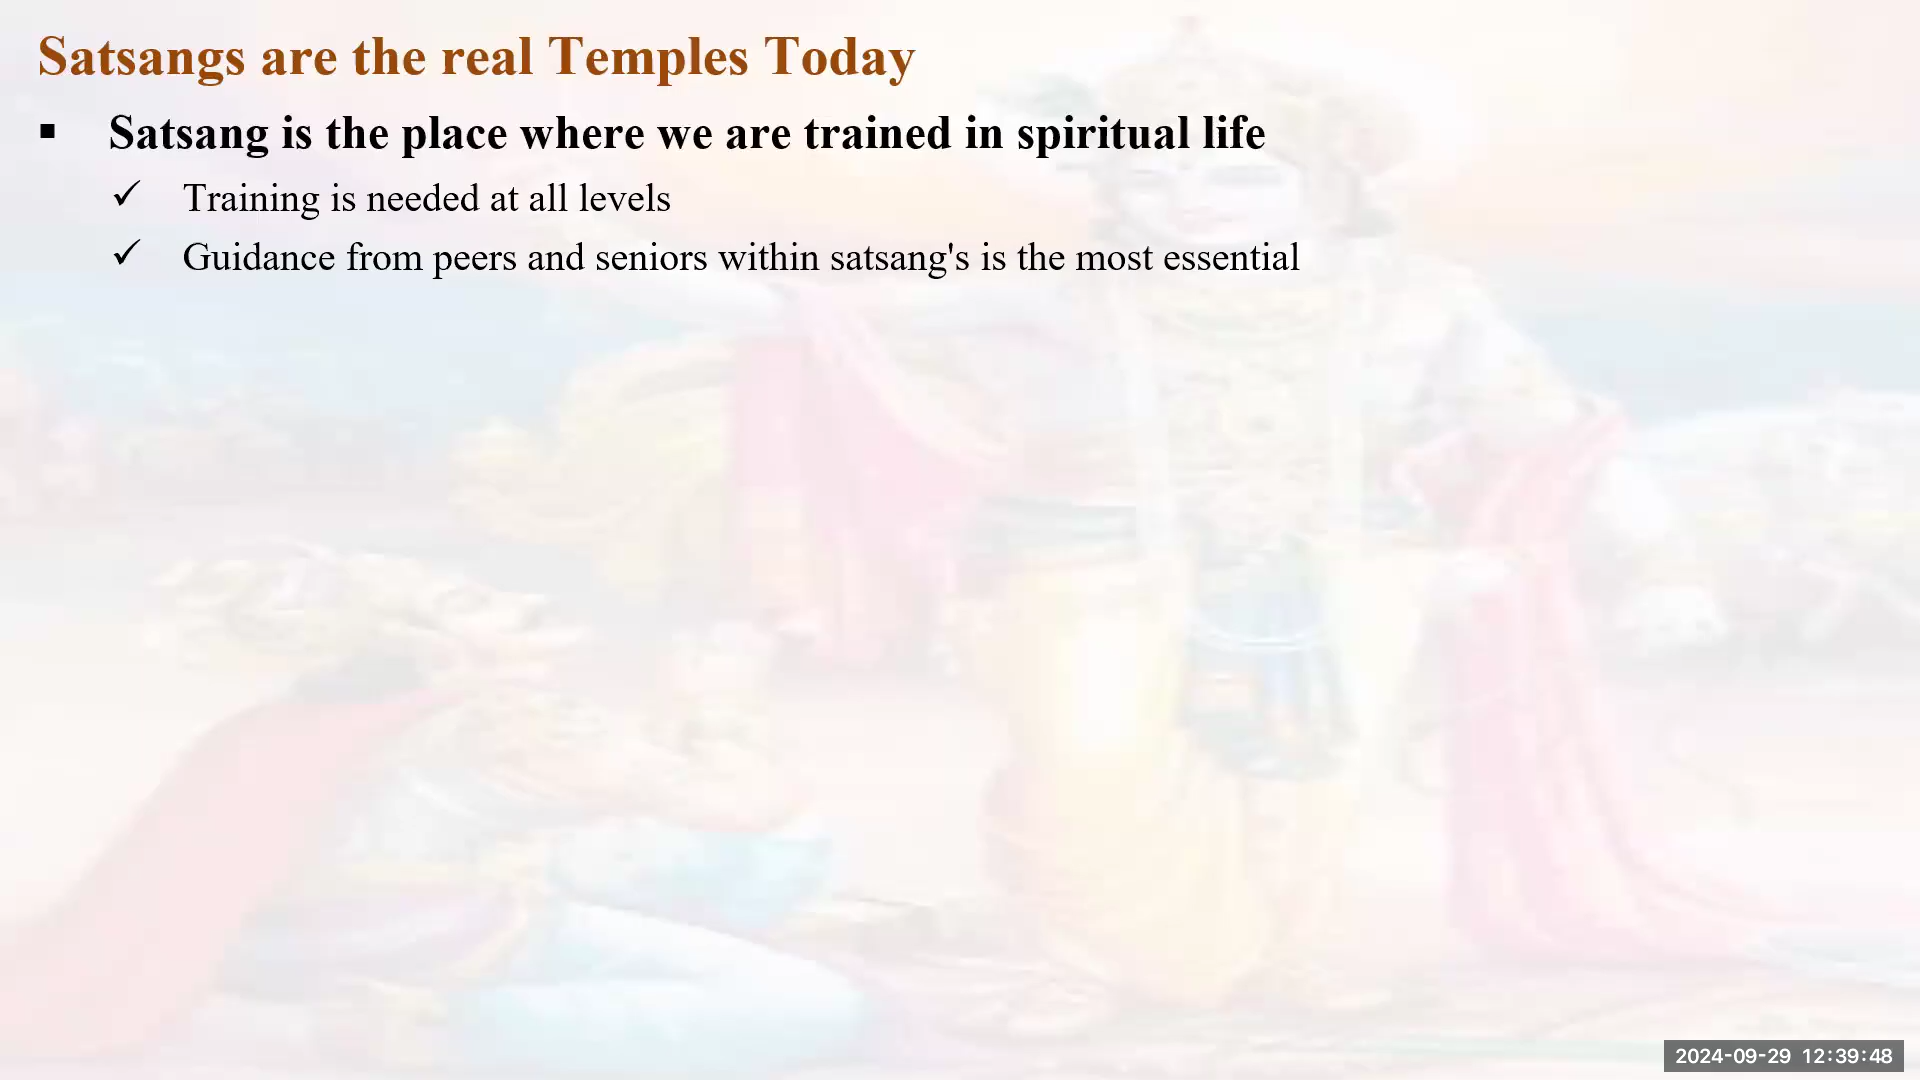 Satsangs are the real Temples Today
▪ Satsang is the place where we are trained in spiritual life
✓ Training is needed at all levels
✓ Guidance from peers and seniors within satsang's is the most essential
2024-09-29 12:39:48